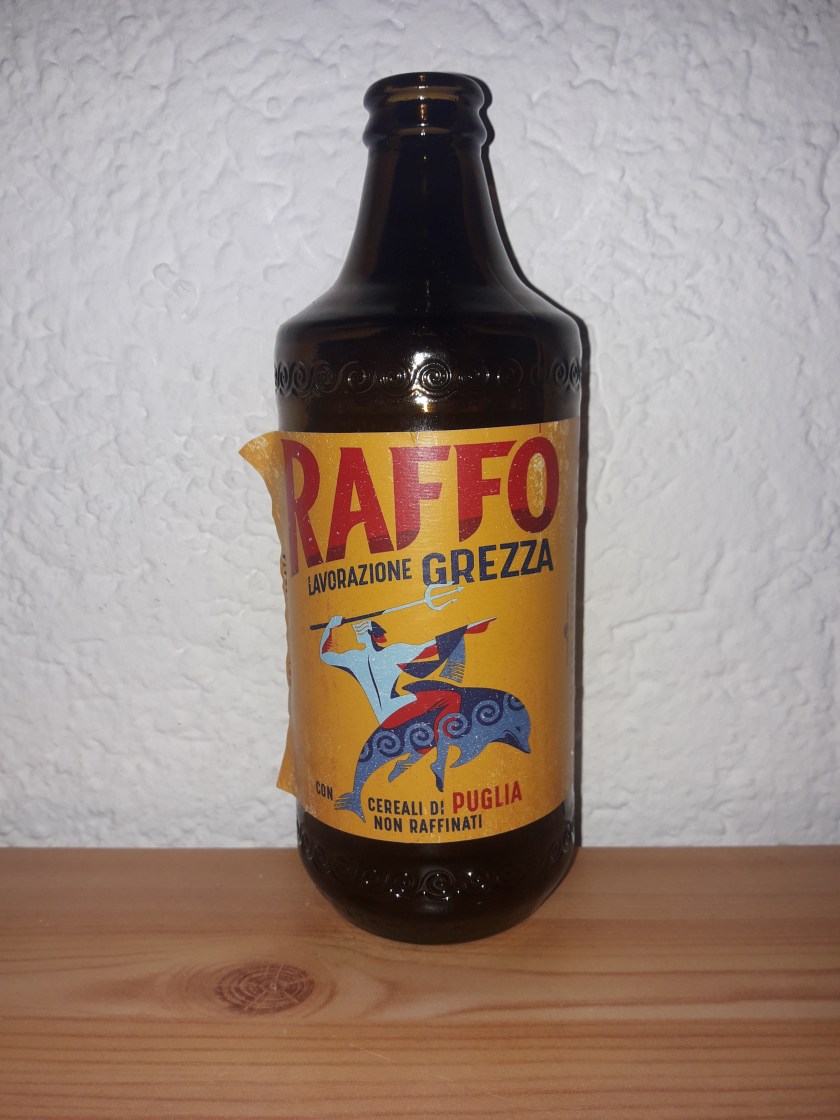 RAFFO
LAVORAZIONE GREZZA
CON CEREALI DI PUGLIA
NON RAFFINATI